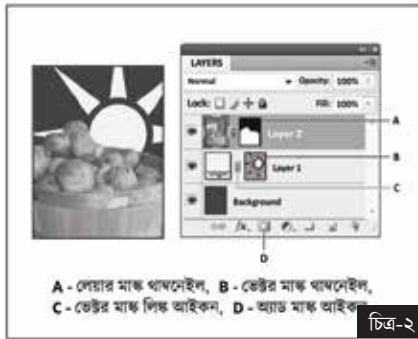 LAYERS
Normal Opacity: 100%
Lock: Fill: 100%
Layer 2
Layer 1
Background
A
B
C
D
A - লেয়ার মাস্ক থাম্বনেইল, B - ভেক্টর মাস্ক থাম্বনেইল,
C - ভেক্টর মাস্ক লিঙ্ক আইকন, D - অ্যাড মাস্ক
চিত্র-২